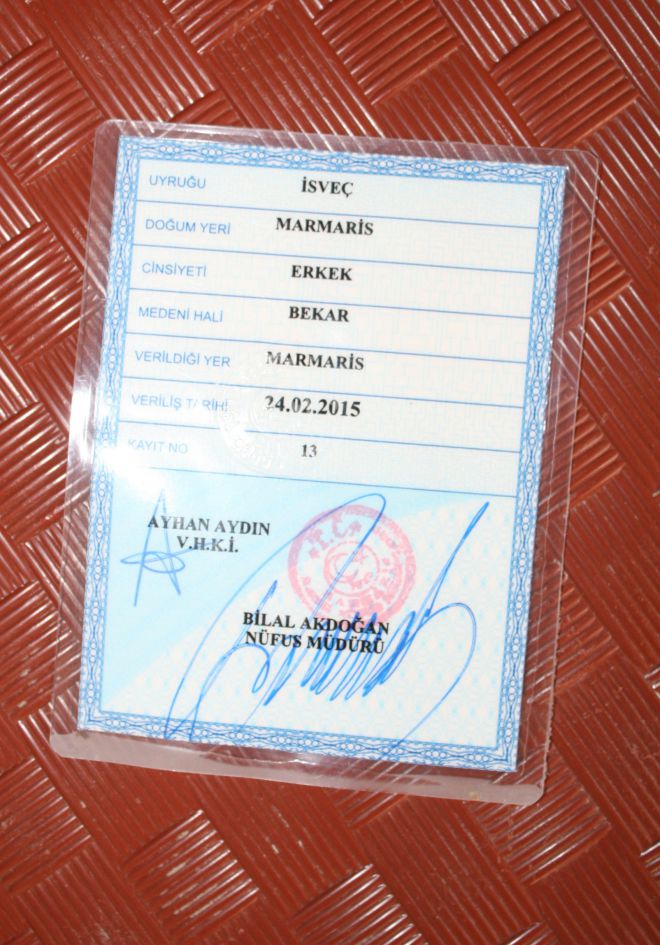 UYRUĞU İSVEÇ
DOĞUM YERİ MARMARİS
CİNSİYETİ ERKEK
MEDENİ HALİ BEKAR
VERİLDİĞİ YER MARMARİS
VERİLİŞ TARİHİ 24.02.2015
KAYIT NO 13
AYHAN AYDIN
V.H.K.İ.
T.C.
BİLAL AKDOĞAN
NÜFUS MÜDÜRÜ